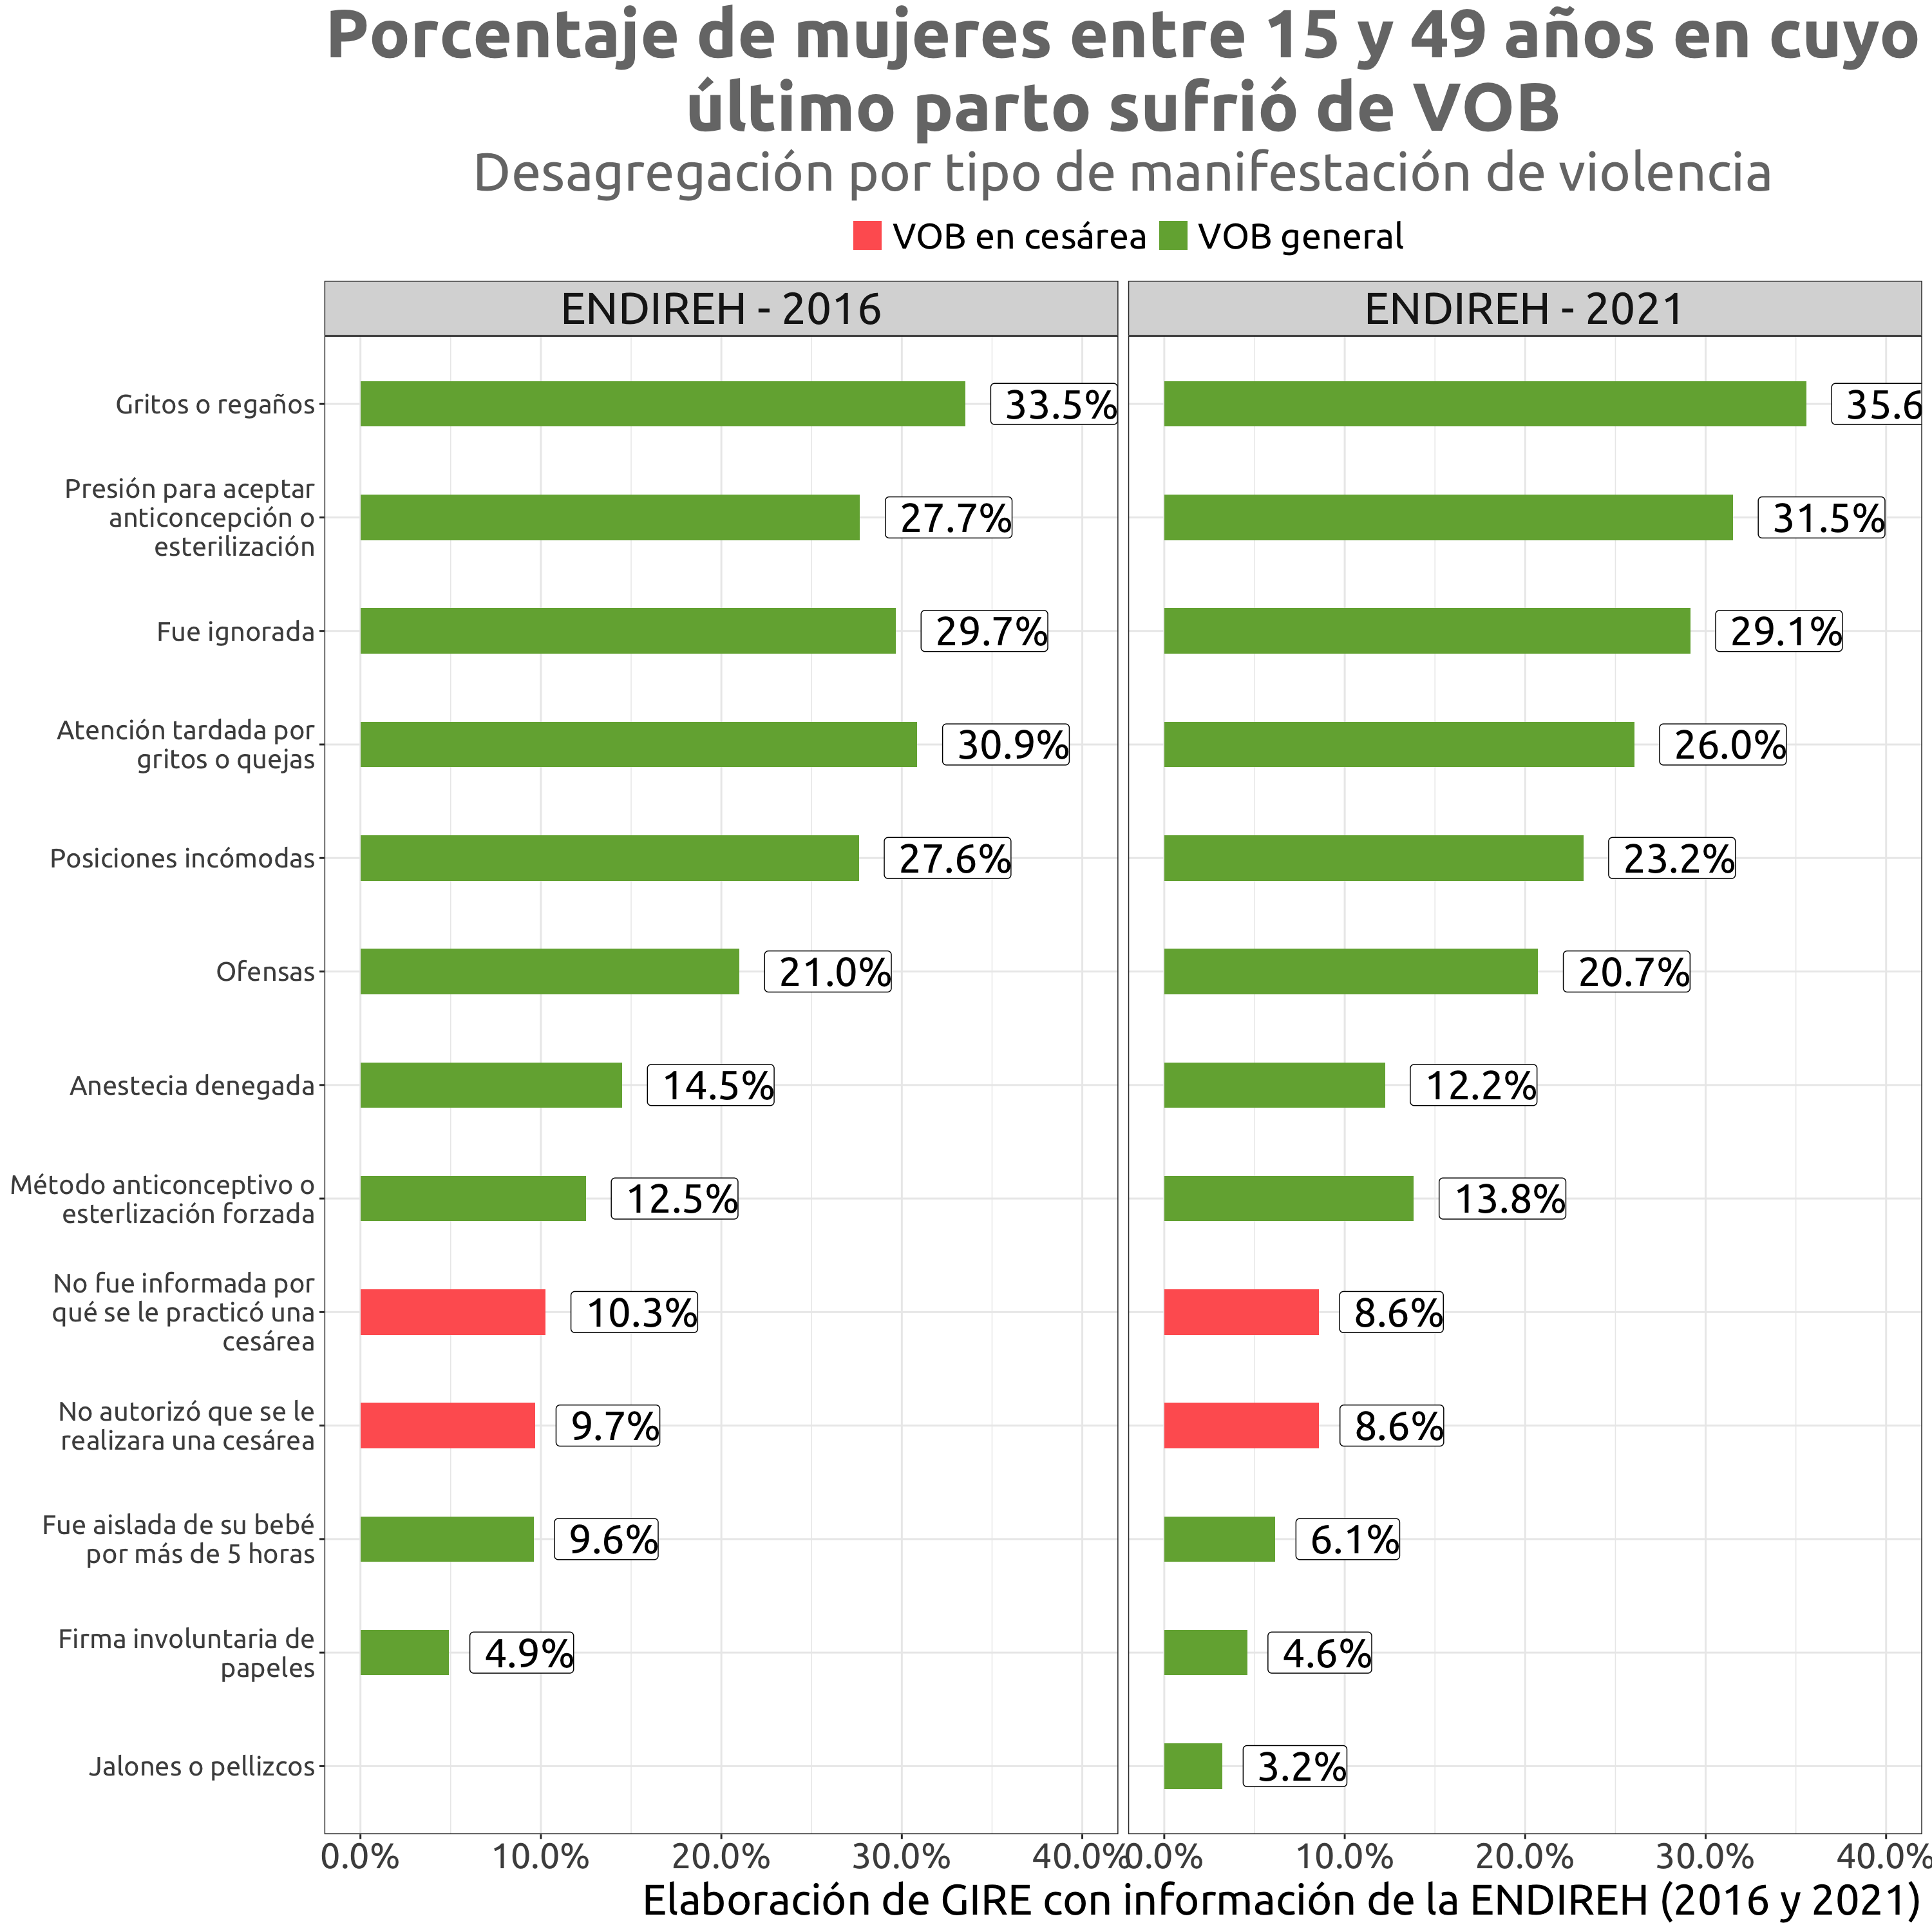 Porcentaje de mujeres entre 15 y 49 años en cuyo
último parto sufrió de VOB
Desagregación por tipo de manifestación de violencia
VOB en cesárea
VOB general
ENDIREH - 2016
ENDIREH - 2021
Gritos o regaños
33.5%
35.6
Presión para aceptar
anticoncepción o
esterilización
27.7%
31.5%
Fue ignorada
29.7%
29.1%
Atención tardada por
gritos o quejas
30.9%
26.0%
Posiciones incómodas
27.6%
23.2%
Ofensas
21.0%
20.7%
Anestecia denegada
14.5%
12.2%
Método anticonceptivo o
esterlización forzada
12.5%
13.8%
No fue informada por
qué se le practicó una
cesárea
10.3%
8.6%
No autorizó que se le
realizara una cesárea
9.7%
8.6%
Fue aislada de su bebé
por más de 5 horas
9.6%
6.1%
Firma involuntaria de
papeles
4.9%
4.6%
Jalones o pellizcos
3.2%
0.0% 10.0% 20.0% 30.0% 40.0%
0.0% 10.0% 20.0% 30.0% 40.0%
Elaboración de GIRE con información de la ENDIREH (2016 y 2021)